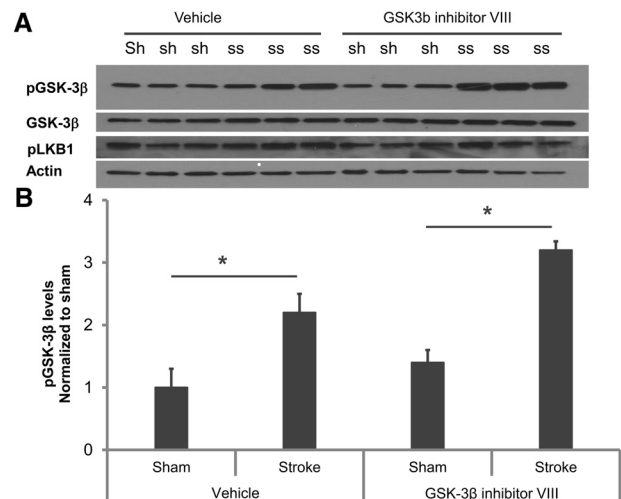 A
Vehicle
GSK3b inhibitor VIII
Sh sh sh ss ss ss sh sh sh ss ss ss
pGSK-3β
GSK-3β
pLKB1
Actin
B
pGSK-3β levels
Normalized to sham
4
3
2
1
0
*
*
Sham
Stroke
Sham
Stroke
Vehicle
GSK-3β inhibitor VIII